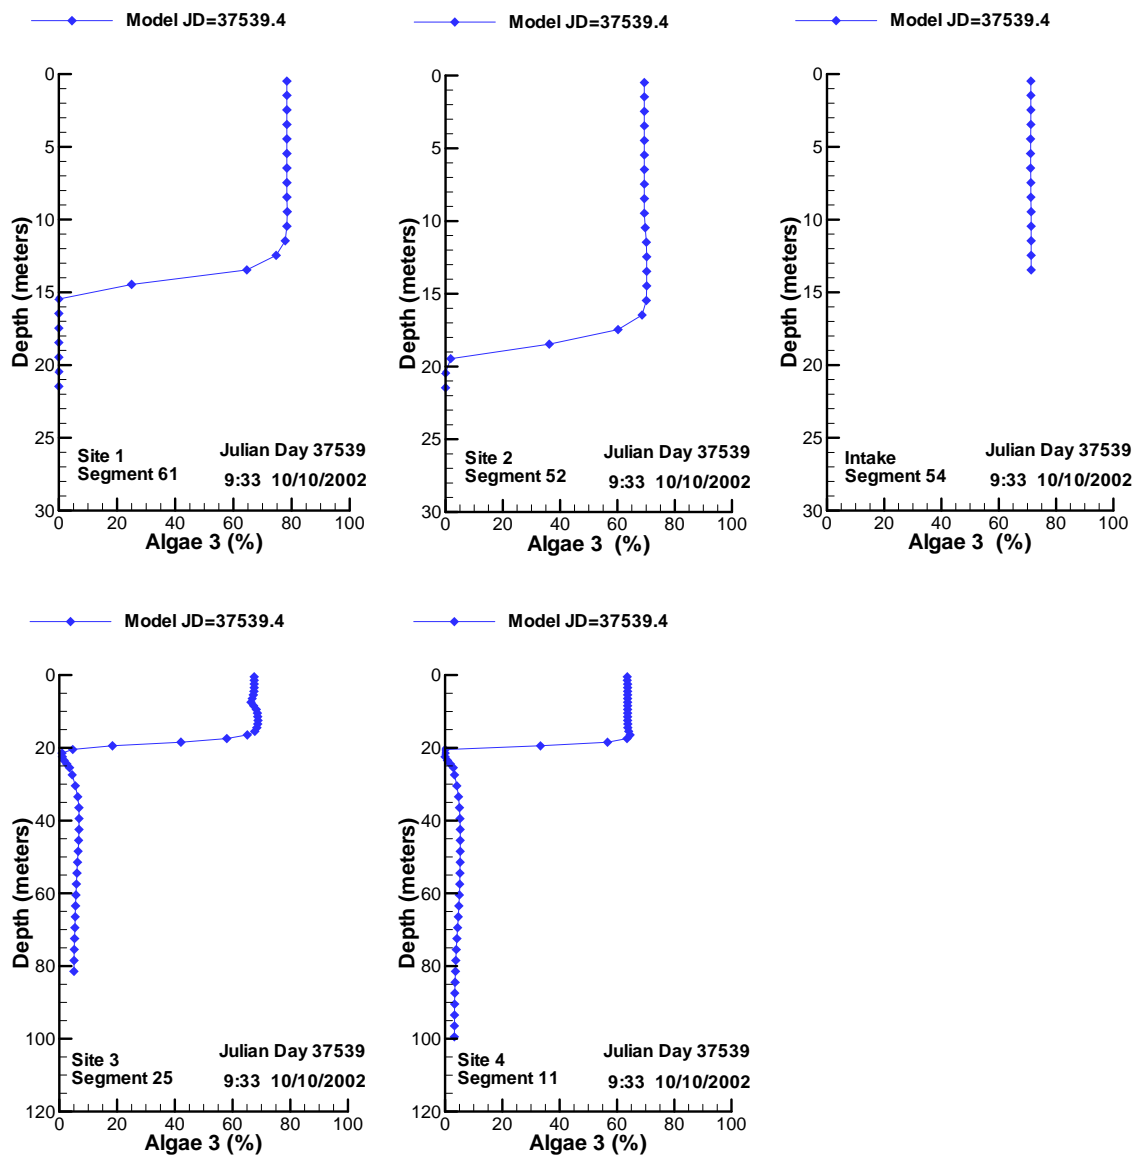 Model JD=37539.4
0
5
10
15
20
25
30
Depth (meters)
Site 1
Segment 61
Julian Day 37539
9:33 10/10/2002
0 20 40 60 80 100
Algae 3 (%)
Model JD=37539.4
0
5
10
15
20
25
30
Depth (meters)
Site 2
Segment 52
Julian Day 37539
9:33 10/10/2002
0 20 40 60 80 100
Algae 3 (%)
Model JD=37539.4
0
5
10
15
20
25
30
Depth (meters)
Intake
Segment 54
Julian Day 37539
9:33 10/10/2002
0 20 40 60 80 100
Algae 3 (%)
Model JD=37539.4
0
20
40
60
80
100
120
Depth (meters)
Site 3
Segment 25
Julian Day 37539
9:33 10/10/2002
0 20 40 60 80 100
Algae 3 (%)
Model JD=37539.4
0
20
40
60
80
100
120
Depth (meters)
Site 4
Segment 11
Julian Day 37539
9:33 10/10/2002
0 20 40 60 80 100
Algae 3 (%)